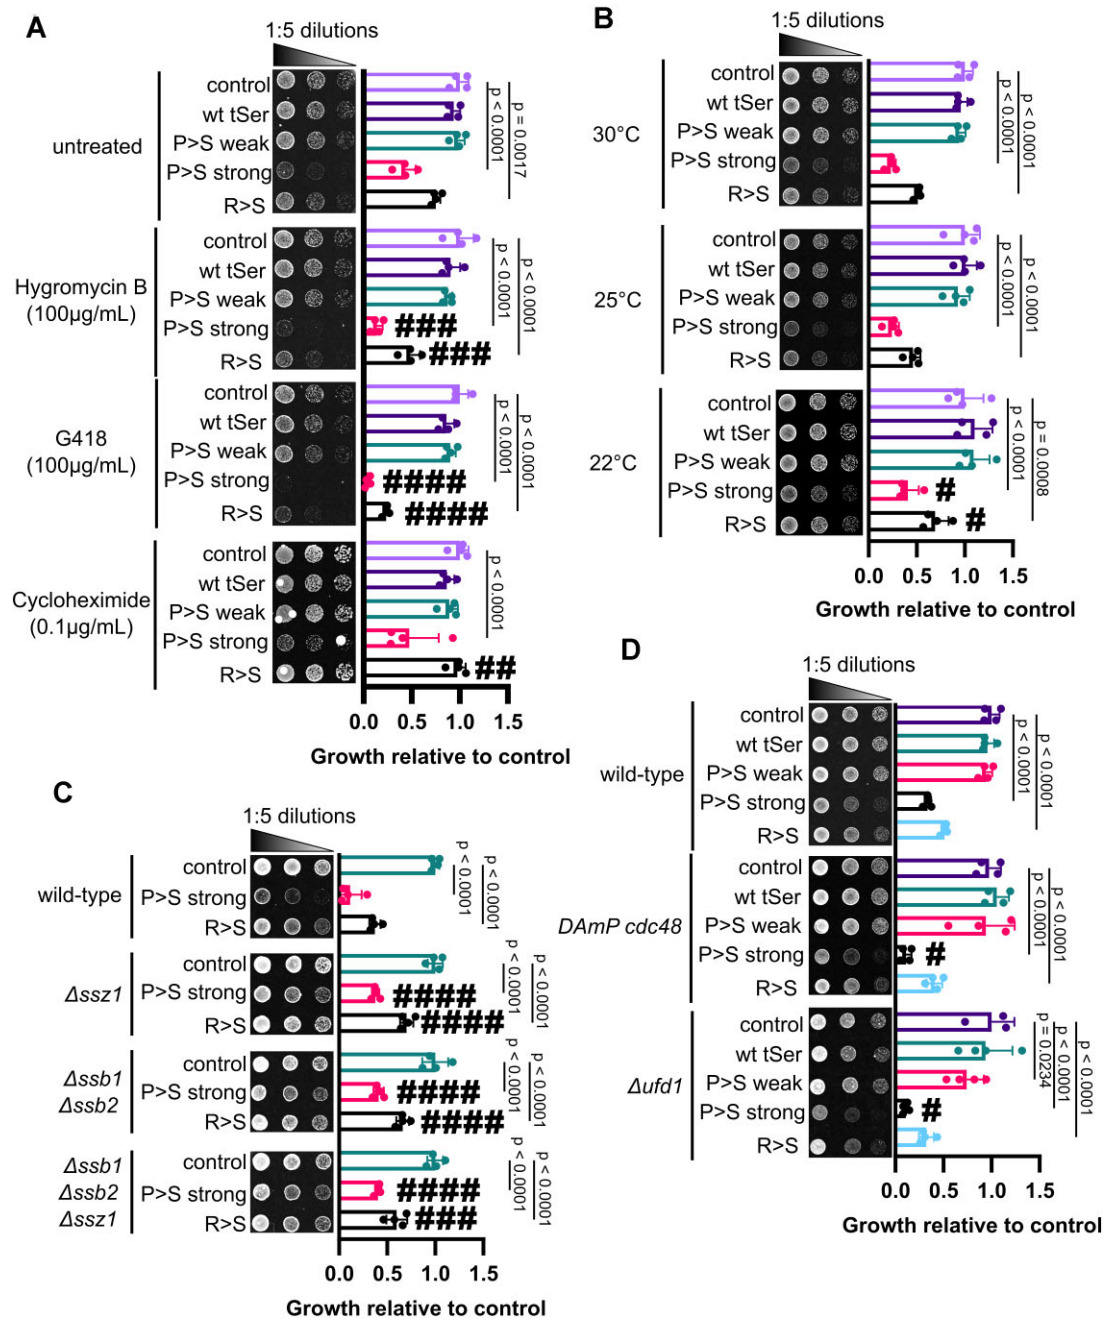 A
1:5 dilutions
untreated
control
wt tSer
P>S weak
P>S strong
R>S
p < 0.0001
p = 0.0017
Hygromycin B
(100µg/mL)
control
wt tSer
P>S weak
P>S strong
###
R>S
###
p < 0.0001
p < 0.0001
G418
(100µg/mL)
control
wt tSer
P>S weak
P>S strong
####
R>S
####
p < 0.0001
p < 0.0001
Cycloheximide
(0.1µg/mL)
control
wt tSer
P>S weak
P>S strong
R>S
##
p < 0.0001
0.0 0.5 1.0 1.5
Growth relative to control
B
1:5 dilutions
30°C
control
wt tSer
P>S weak
P>S strong
R>S
p < 0.0001
p < 0.0001
25°C
control
wt tSer
P>S weak
P>S strong
R>S
p < 0.0001
p < 0.0001
22°C
control
wt tSer
P>S weak
P>S strong
#
R>S
#
p < 0.0001
p = 0.0008
0.0 0.5 1.0 1.5
Growth relative to control
C
1:5 dilutions
wild-type
control
P>S strong
R>S
p < 0.0001
p < 0.0001
Δssz1
control
P>S strong
####
R>S
####
p < 0.0001
p < 0.0001
Δssb1
Δssb2
control
P>S strong
####
R>S
####
p < 0.0001
p < 0.0001
Δssb1
Δssb2
Δssz1
control
P>S strong
####
R>S
###
p < 0.0001
p < 0.0001
0.0 0.5 1.0 1.5
Growth relative to control
D
1:5 dilutions
wild-type
control
wt tSer
P>S weak
P>S strong
R>S
p < 0.0001
p < 0.0001
DAmP cdc48
control
wt tSer
P>S weak
P>S strong
#
R>S
p < 0.0001
p < 0.0001
Δufd1
control
wt tSer
P>S weak
P>S strong
#
R>S
p = 0.0234
p < 0.0001
p < 0.0001
0.0 0.5 1.0 1.5
Growth relative to control